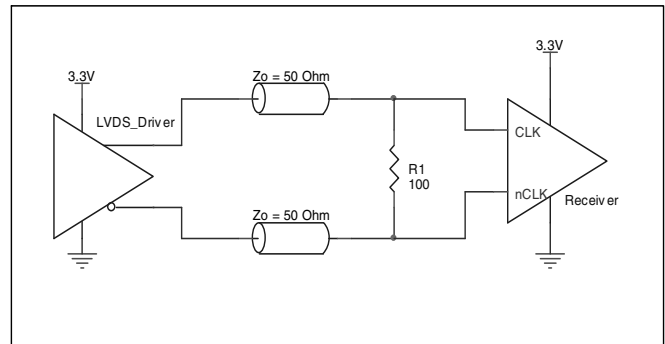 3.3V
LVDS_Driver
Zo = 50 Ohm
Zo = 50 Ohm
R1
100
3.3V
CLK
nCLK
Receiver